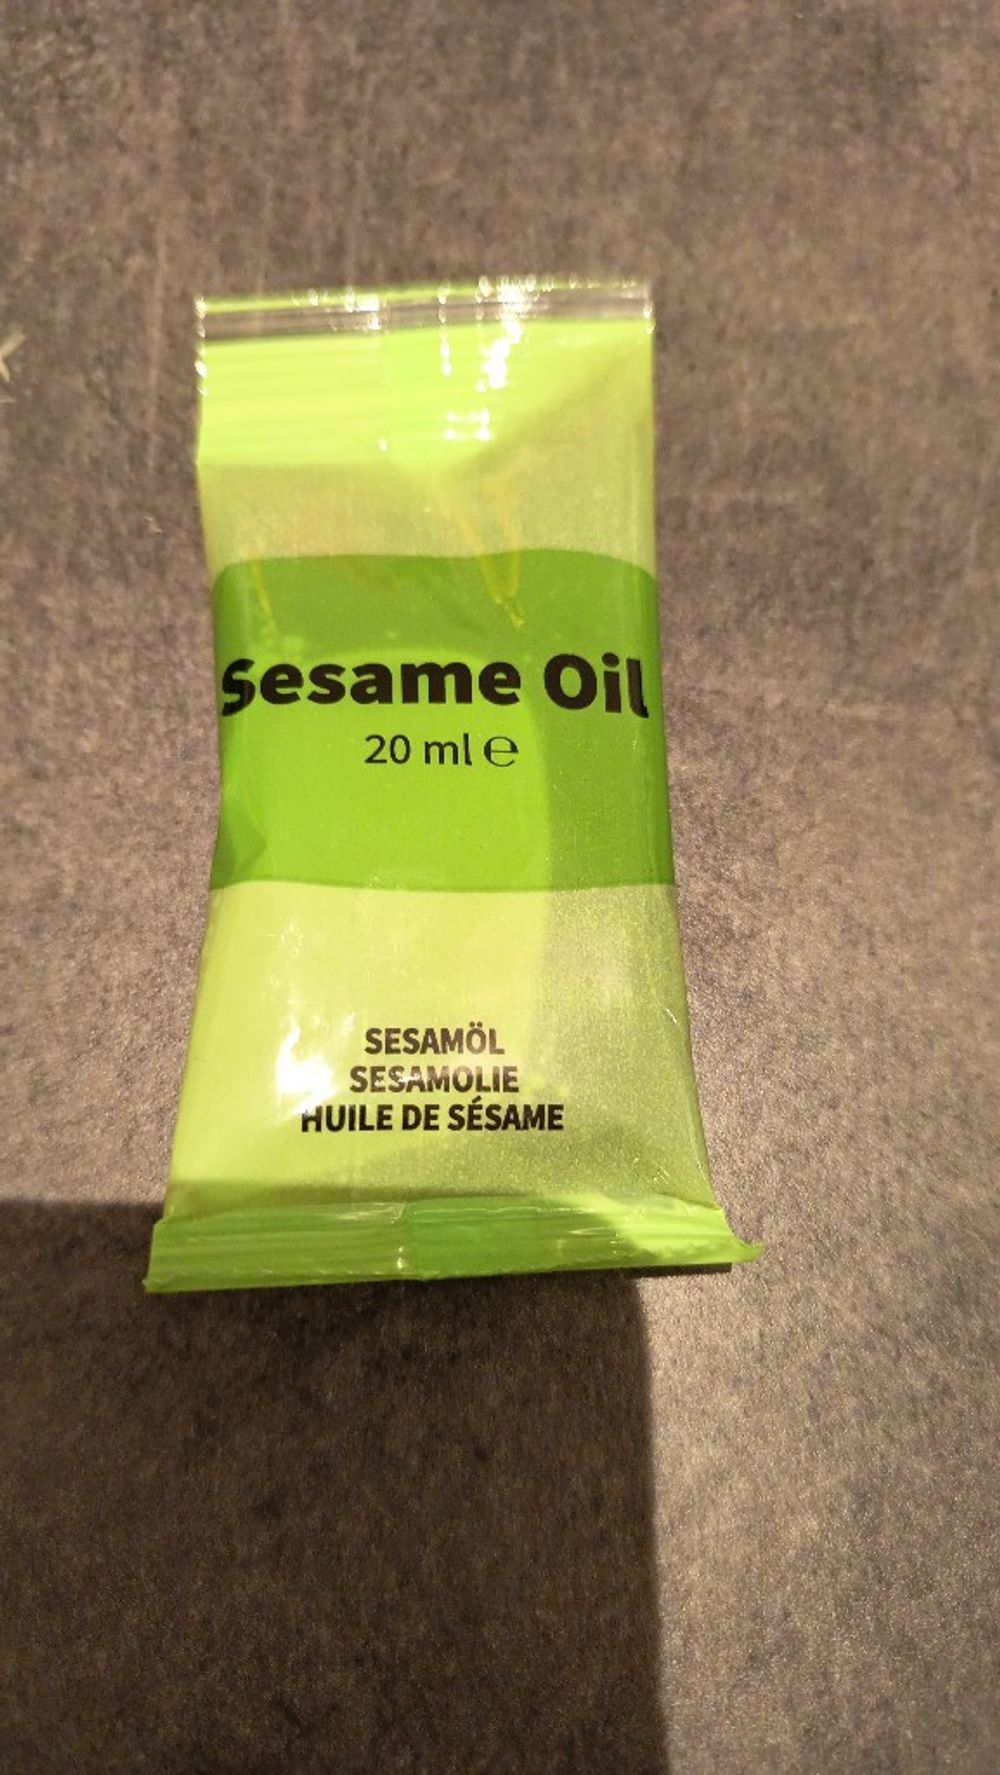 Sesame Oil
20 ml ℮
SESAMÖL
SESAMOLIE
HUILE DE SÉSAME